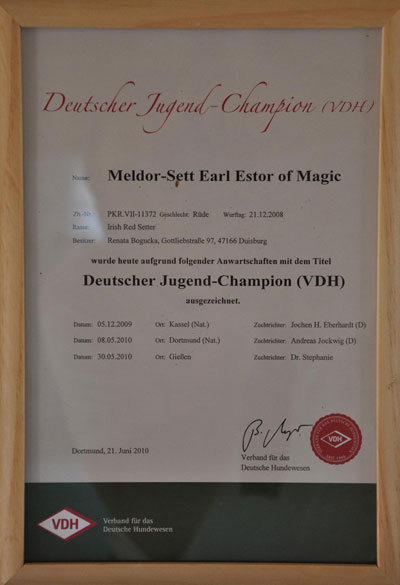 Deutscher Jugend-Champion (VDH)
Name: Meldor-Sett Earl Estor of Magic
Zb.-Nr.: PKR.VII-11372 Geschlecht: Rüde Wurftag: 21.12.2008
Rasse: Irish Red Setter
Besitzer: Renata Bogucka, Gottliebstraße 97, 47166 Duisburg
wurde heute aufgrund folgender Anwartschaften mit dem Titel
Deutscher Jugend-Champion (VDH)
ausgezeichnet.
Datum: 05.12.2009 Ort: Kassel (Nat.) Zuchtrichter: Jochen H. Eberhardt (D)
Datum: 08.05.2010 Ort: Dortmund (Nat.) Zuchtrichter: Andreas Jockwig (D)
Datum: 30.05.2010 Ort: Gießen Zuchtrichter: Dr. Stephanie
Dortmund, 21. Juni 2010
Verband für das
Deutsche Hundewesen
VDH
VDH
Verband für das
Deutsche Hundewesen